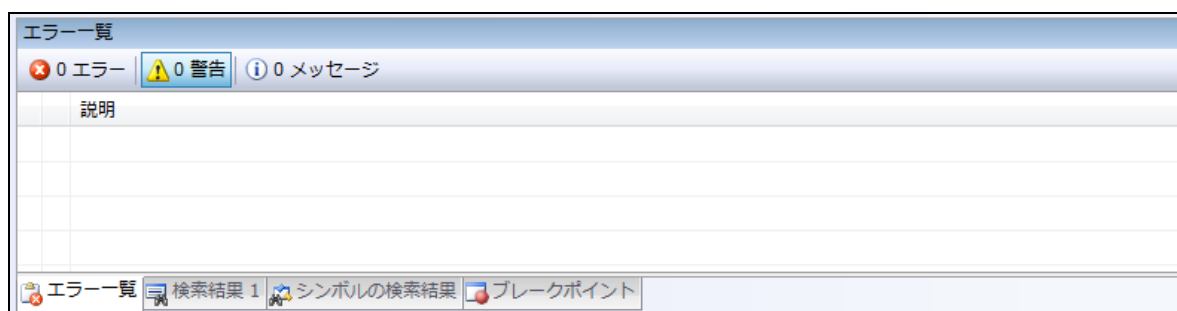 エラー一覧
0 エラー 0 警告 0 メッセージ
説明
エラー一覧 検索結果 1 シンボルの検索結果 ブレークポイント